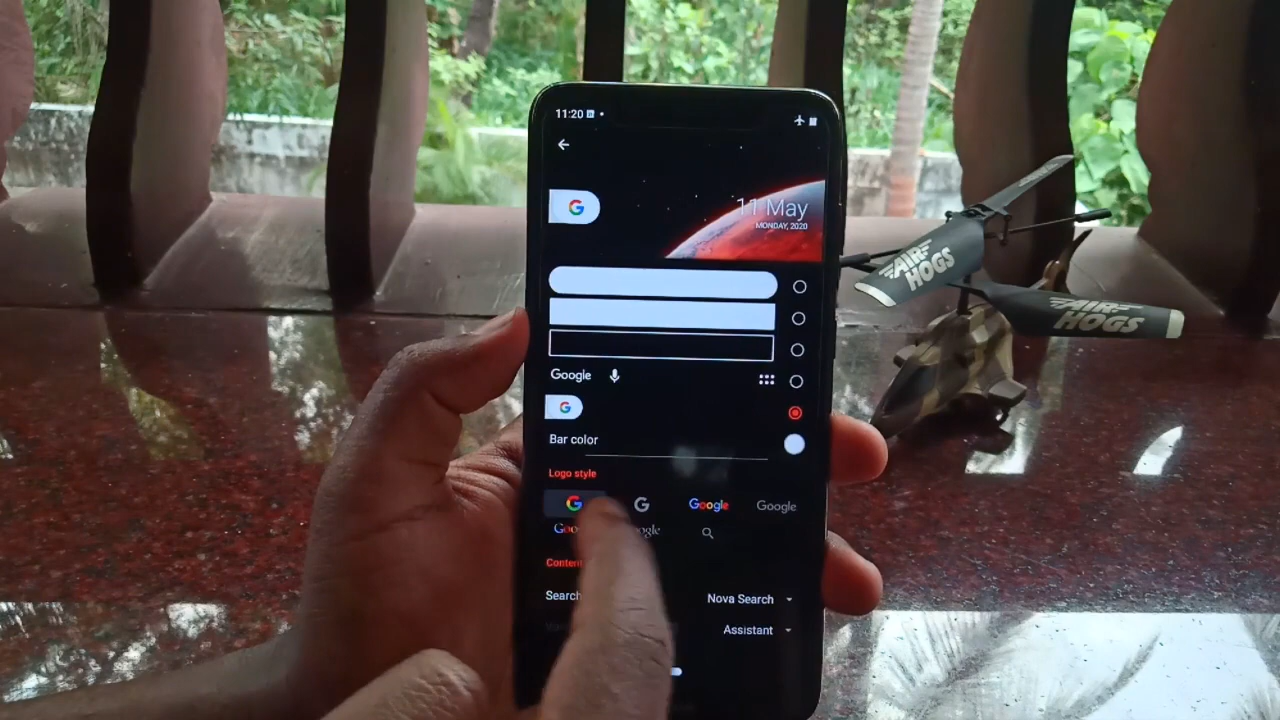 11:20
G
11 May
MONDAY, 2020
Google
G
Bar color
Logo style
G G Google Google
Content
Search Nova Search
Assistant
AIR
HOGS
AIR
HOGS